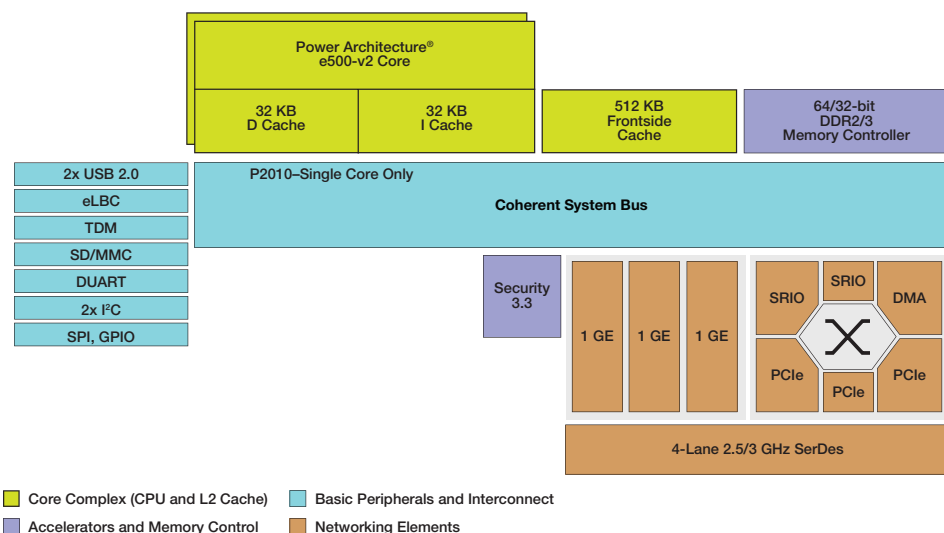 Power Architecture®
e500-v2 Core
32 KB
D Cache
32 KB
I Cache
512 KB
Frontside
Cache
64/32-bit
DDR2/3
Memory Controller
2x USB 2.0
eLBC
TDM
SD/MMC
DUART
2x I²C
SPI, GPIO
P2010–Single Core Only
Coherent System Bus
Security
3.3
1 GE
1 GE
1 GE
SRIO
SRIO
DMA
PCIe
PCIe
PCIe
4-Lane 2.5/3 GHz SerDes
Core Complex (CPU and L2 Cache)
Basic Peripherals and Interconnect
Accelerators and Memory Control
Networking Elements